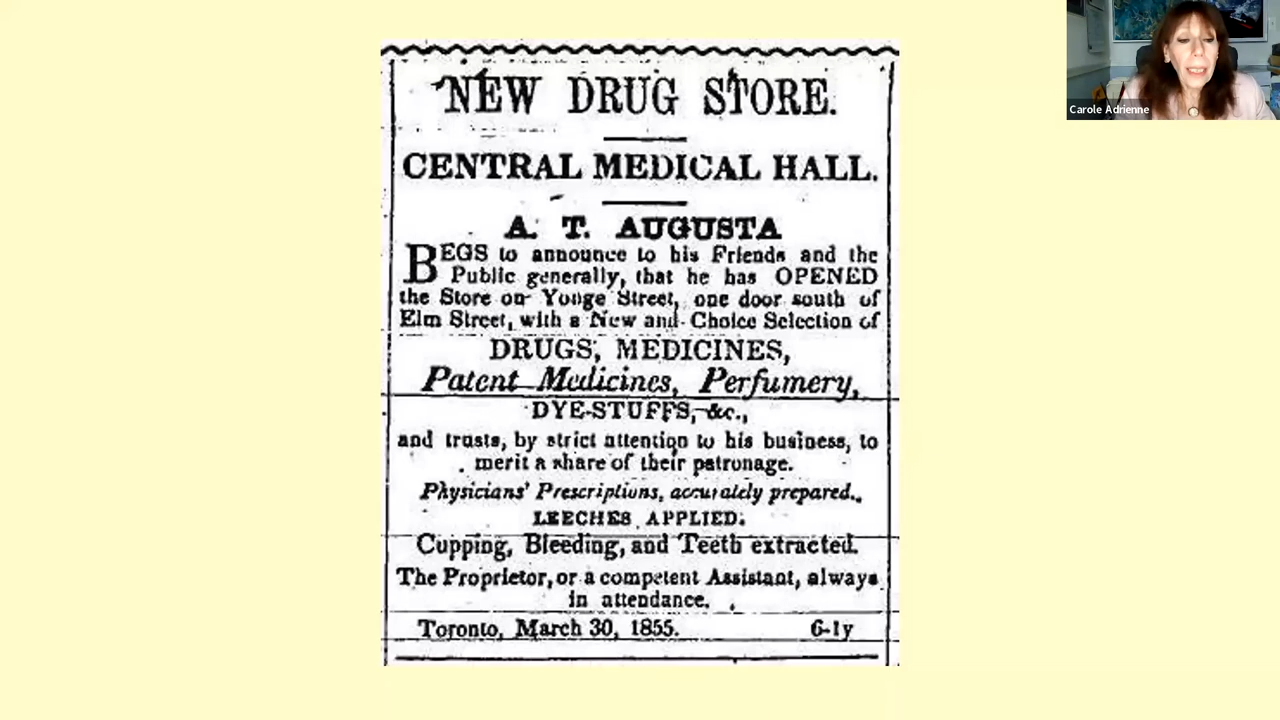 NEW DRUG STORE.
CENTRAL MEDICAL HALL.
A. T. AUGUSTA
BEGS to announce to his Friends and the
Public generally, that he has OPENED
the Store on Yonge Street, one door south of
Elm Street, with a New and Choice Selection of
DRUGS, MEDICINES,
Patent Medicines, Perfumery,
DYE-STUFFS, &c.,
and trusts, by strict attention to his business, to
merit a share of their patronage.
Physicians' Prescriptions, accurately prepared.
LEECHES APPLIED.
Cupping, Bleeding, and Teeth extracted.
The Proprietor, or a competent Assistant, always
in attendance.
Toronto, March 30, 1855. 6-1y
Carole Adrienne